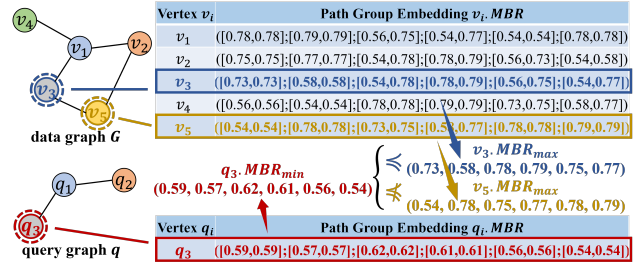 v4
v1
v2
v3
v5
data graph G
Vertex vi Path Group Embedding vi.MBR
v1 ([0.78,0.78];[0.79,0.79];[0.56,0.75];[0.54,0.77];[0.54,0.54];[0.78,0.78])
v2 ([0.75,0.75];[0.77,0.77];[0.54,0.78];[0.78,0.79];[0.56,0.73];[0.54,0.58])
v3 ([0.73,0.73];[0.58,0.58];[0.54,0.78];[0.78,0.79];[0.56,0.75];[0.54,0.77])
v4 ([0.56,0.56];[0.54,0.54];[0.78,0.78];[0.79,0.79];[0.73,0.75];[0.58,0.77])
v5 ([0.54,0.54];[0.78,0.78];[0.73,0.75];[0.77];[0.78,0.78];[0.79,0.79])
q3.MBRmin
(0.59, 0.57, 0.62, 0.61, 0.56, 0.54)
≼ v3.MBRmax
(0.73, 0.58, 0.78, 0.79, 0.75, 0.77)
⋠ v5.MBRmax
(0.54, 0.78, 0.75, 0.77, 0.78, 0.79)
q1
q2
q3
query graph q
Vertex qi Path Group Embedding qi.MBR
q3 ([0.59,0.59];[0.57,0.57];[0.62,0.62];[0.61,0.61];[0.56,0.56];[0.54,0.54])